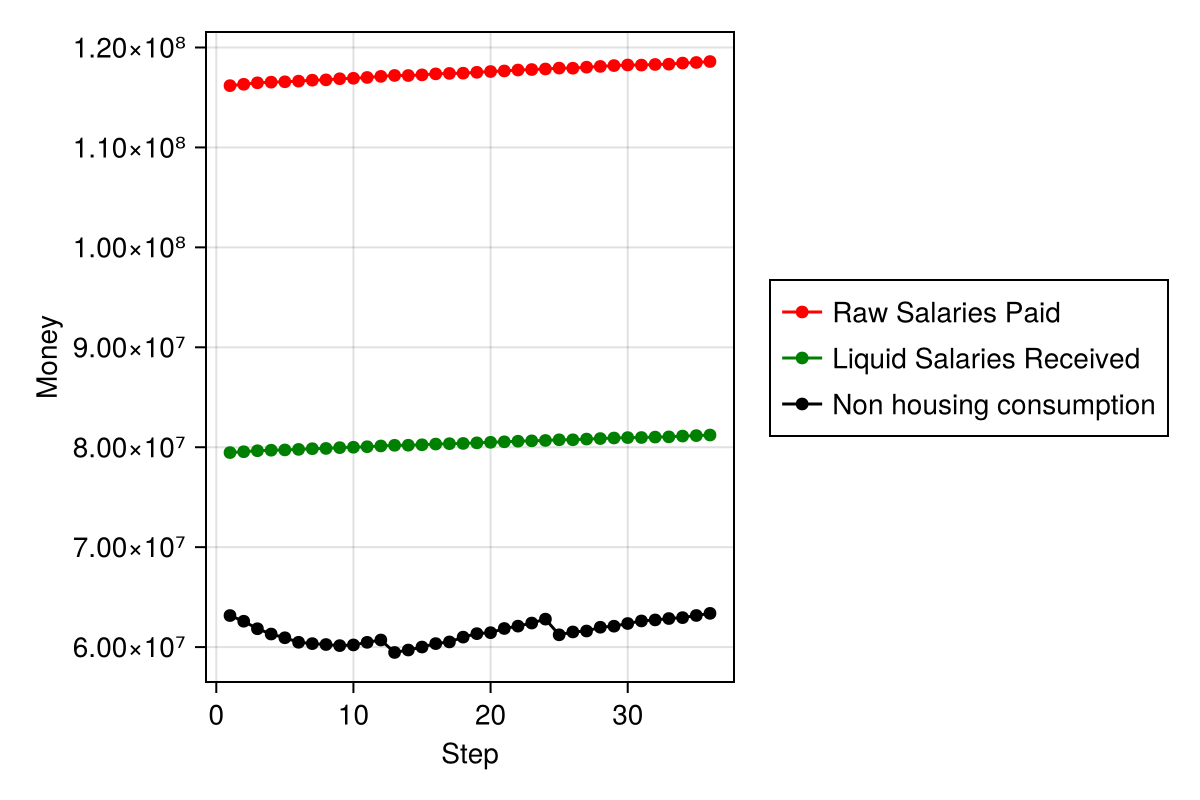 1.20×10⁸
1.10×10⁸
1.00×10⁸
9.00×10⁷
8.00×10⁷
7.00×10⁷
6.00×10⁷
Money
0 10 20 30
Step
Raw Salaries Paid
Liquid Salaries Received
Non housing consumption